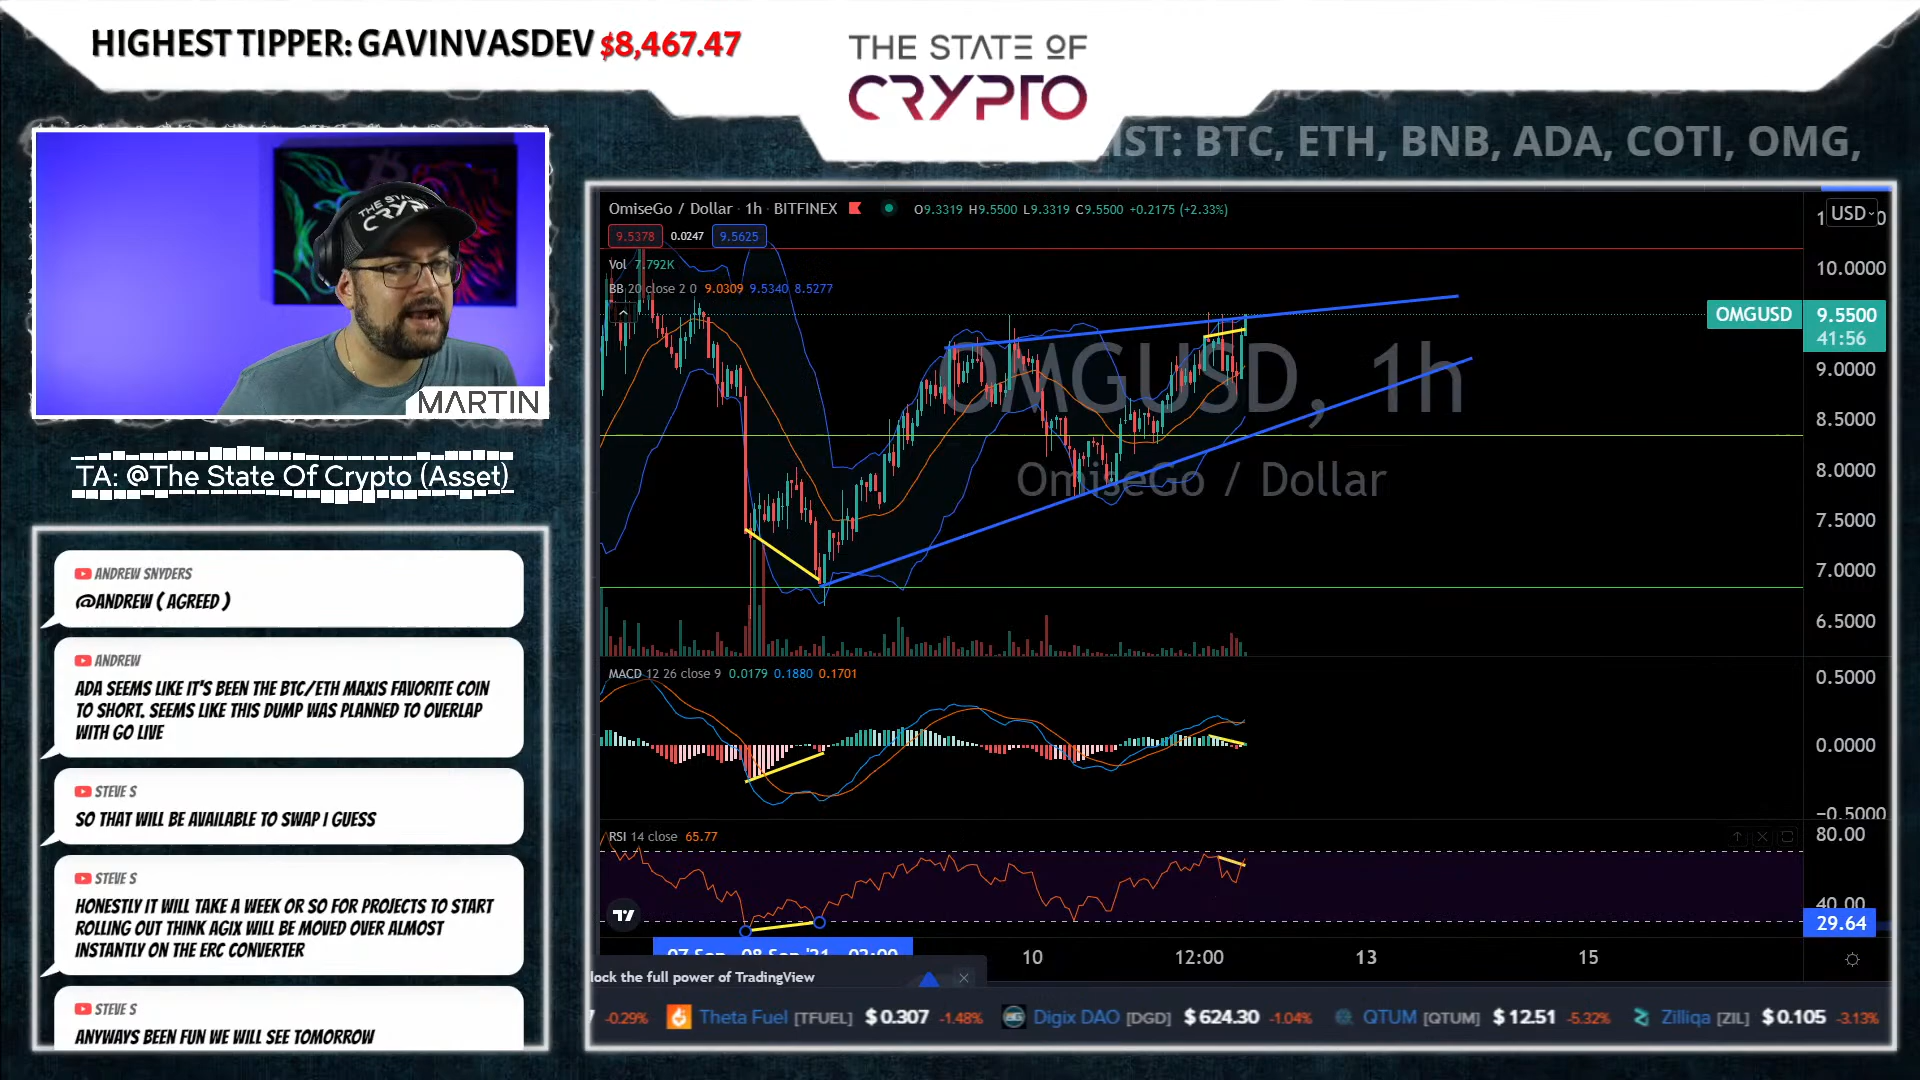 HIGHEST TIPPER: GAVINVASDEV $8,467.47
THE STATE OF
CRYPTO
IST: BTC, ETH, BNB, ADA, COTI, OMG,
THE STATE
CRYPT
MARTIN
TA: @The State Of Crypto (Asset)
ANDREW SNYDERS
@ANDREW ( AGREED )
ANDREW
ADA SEEMS LIKE IT'S BEEN THE BTC/ETH MAXIS FAVORITE COIN
TO SHORT. SEEMS LIKE THIS DUMP WAS PLANNED TO OVERLAP
WITH GO LIVE
STEVE S
SO THAT WILL BE AVAILABLE TO SWAP I GUESS
STEVE S
HONESTLY IT WILL TAKE A WEEK OR SO FOR PROJECTS TO START
ROLLING OUT THINK AGIX WILL BE MOVED OVER ALMOST
INSTANTLY ON THE ERC CONVERTER
STEVE S
ANYWAYS BEEN FUN WE WILL SEE TOMORROW
OmiseGo / Dollar · 1h · BITFINEX O9.3319 H9.5500 L9.3319 C9.5500 +0.2175 (+2.33%)
9.5378 0.0247 9.5625
Vol 7.792K
BB 20 close 2 0 9.0309 9.5340 8.5277
OMGUSD, 1h
OmiseGo / Dollar
USD
10.0000
OMGUSD 9.5500
41:56
9.0000
8.5000
8.0000
7.5000
7.0000
6.5000
MACD 12 26 close 9 0.0179 0.1880 0.1701
0.5000
0.0000
-0.5000
RSI 14 close 65.77
80.00
40.00
29.64
07 Sep 08 Sep '21 02:00
10 12:00 13 15
lock the full power of TradingView
-0.29% Theta Fuel [TFUEL] $0.307 -1.48% Digix DAO [DGD] $624.30 -1.04% QTUM [QTUM] $12.51 -5.32% Zilliqa [ZIL] $0.105 -3.13%